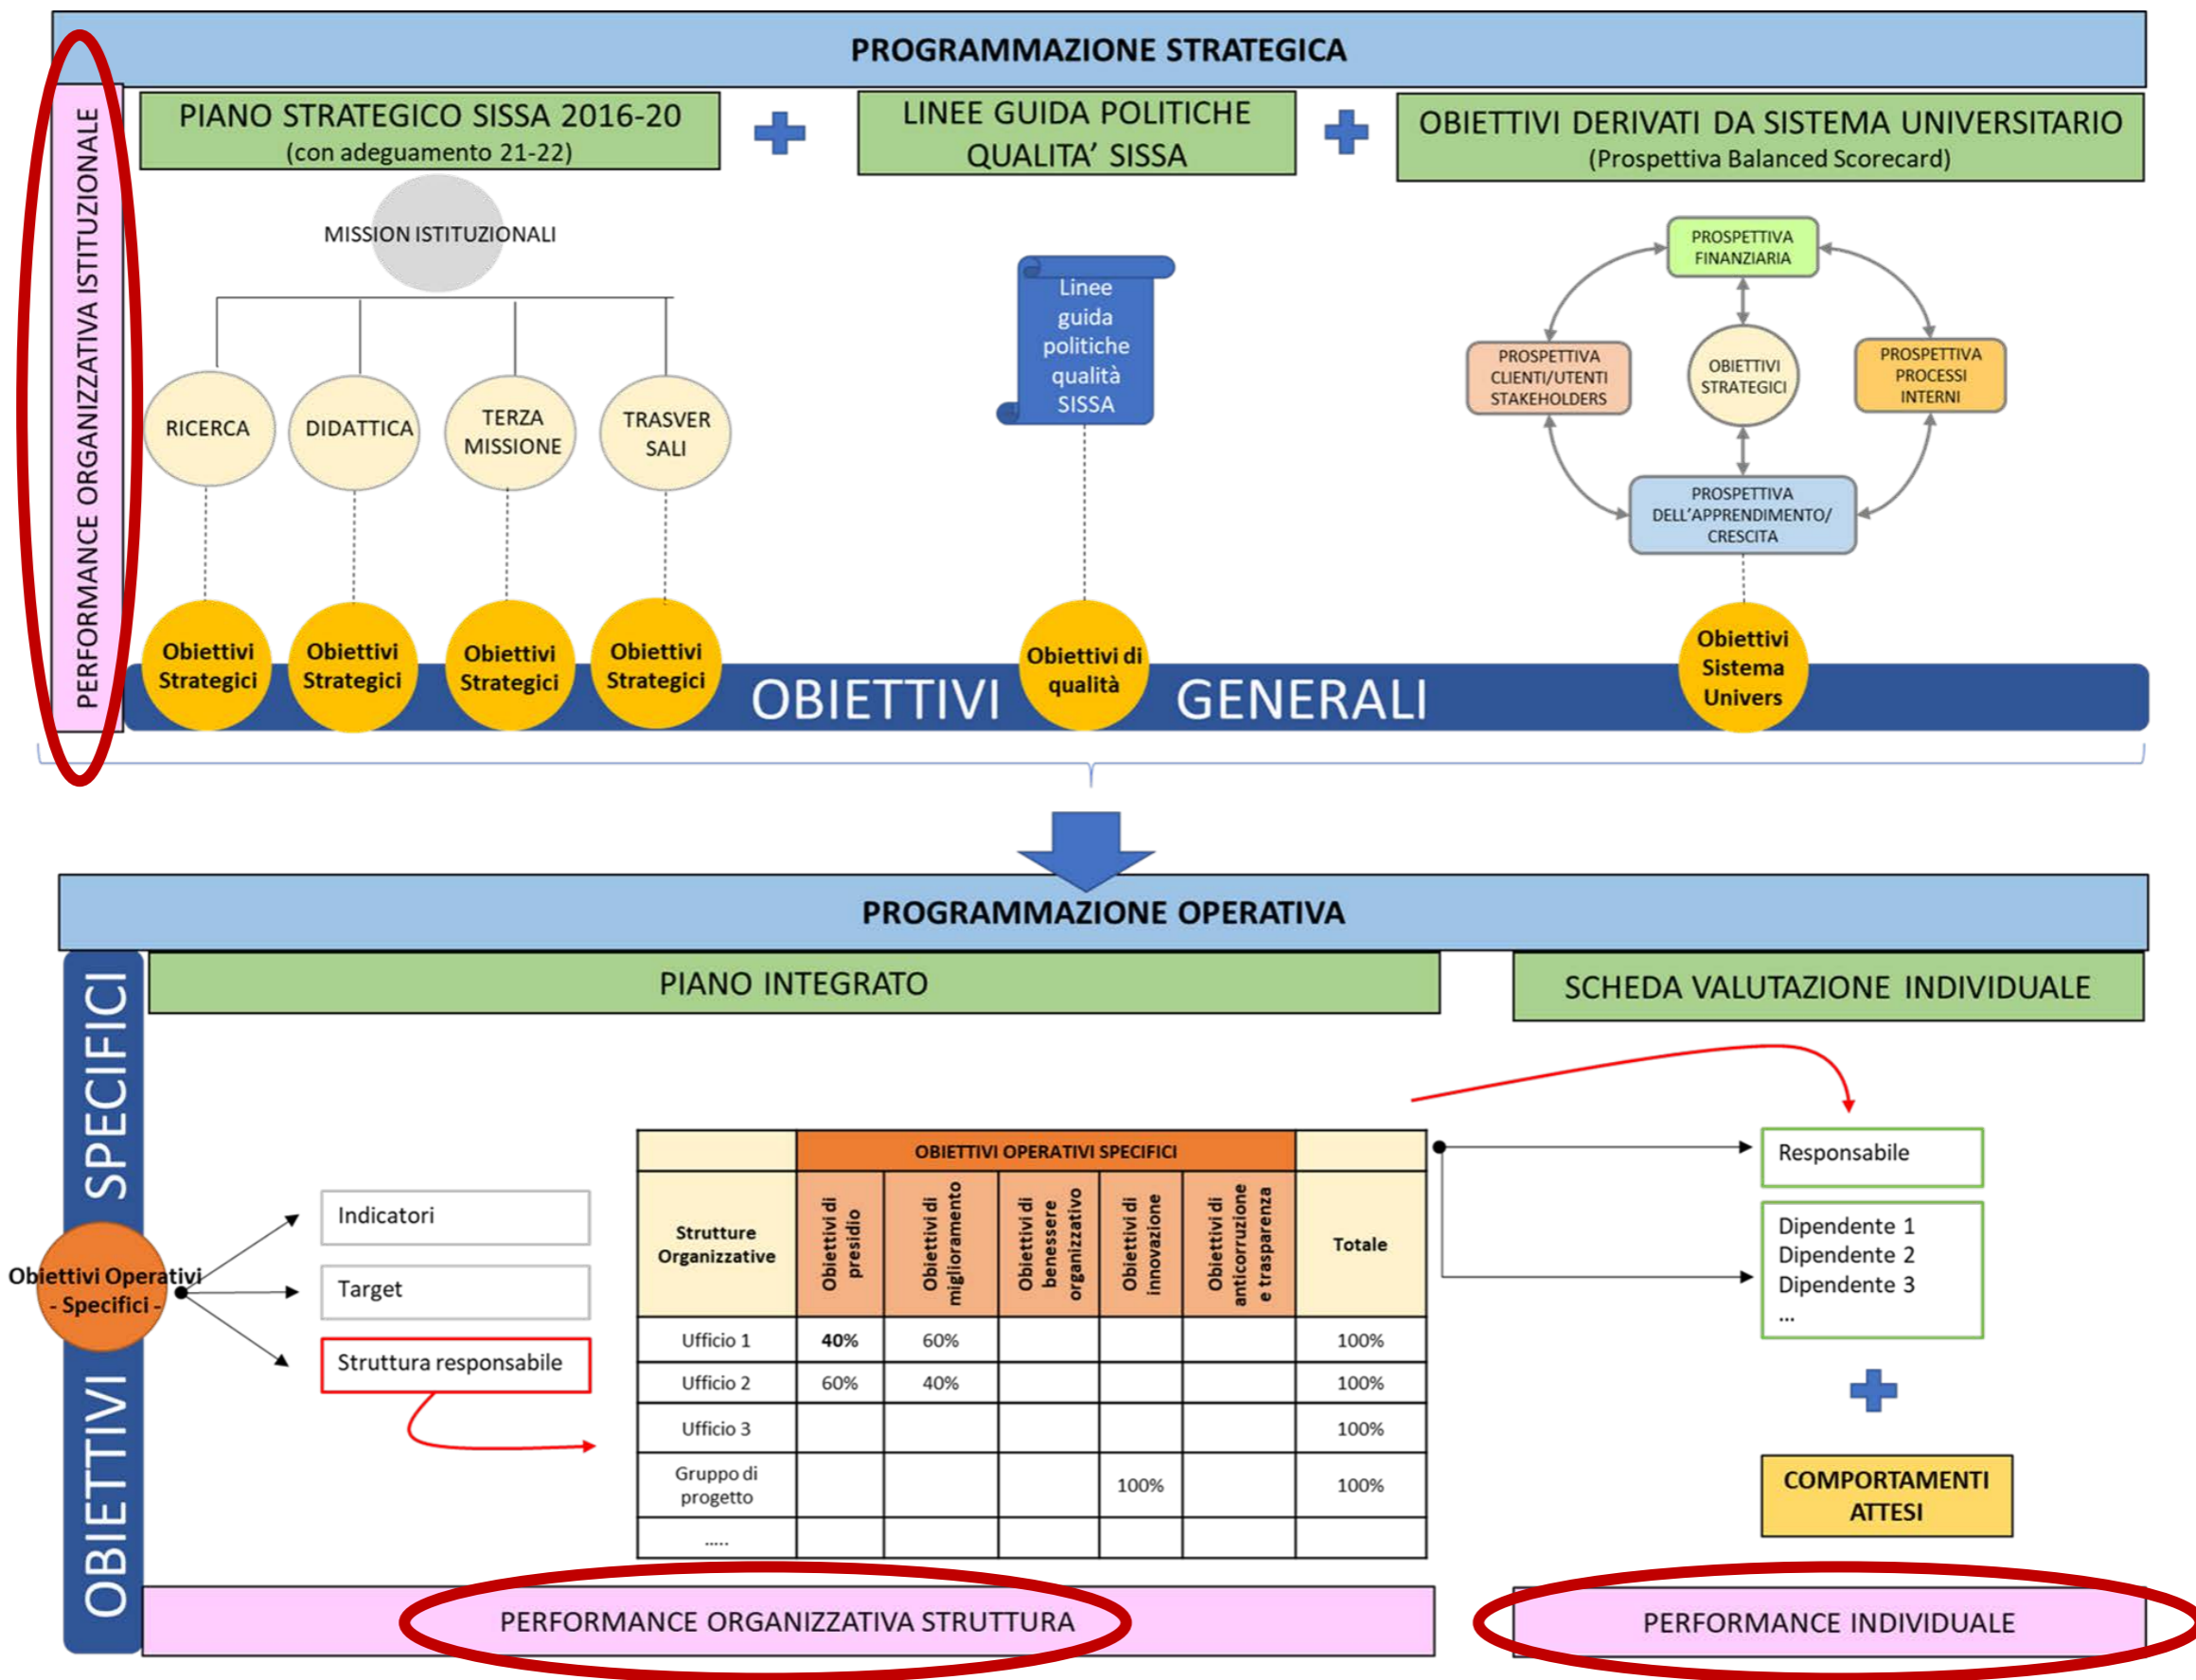 PROGRAMMAZIONE STRATEGICA
PERFORMANCE ORGANIZZATIVA ISTITUZIONALE
PIANO STRATEGICO SISSA 2016-20
(con adeguamento 21-22)
LINEE GUIDA POLITICHE
QUALITA’ SISSA
OBIETTIVI DERIVATI DA SISTEMA UNIVERSITARIO
(Prospettiva Balanced Scorecard)
MISSION ISTITUZIONALI
RICERCA
DIDATTICA
TERZA
MISSIONE
TRASVER
SALI
Linee
guida
politiche
qualità
SISSA
PROSPETTIVA
FINANZIARIA
PROSPETTIVA
CLIENTI/UTENTI
STAKEHOLDERS
OBIETTIVI
STRATEGICI
PROSPETTIVA
PROCESSI
INTERNI
PROSPETTIVA
DELL’APPRENDIMENTO/
CRESCITA
Obiettivi
Strategici
Obiettivi
Strategici
Obiettivi
Strategici
Obiettivi
Strategici
Obiettivi di
qualità
Obiettivi
Sistema
Univers
OBIETTIVI GENERALI
PROGRAMMAZIONE OPERATIVA
OBIETTIVI SPECIFICI
PIANO INTEGRATO
SCHEDA VALUTAZIONE INDIVIDUALE
Obiettivi Operativi
- Specifici -
Indicatori
Target
Struttura responsabile
OBIETTIVI OPERATIVI SPECIFICI
Strutture
Organizzative
Obiettivi di
presidio
Obiettivi di
miglioramento
Obiettivi di
benessere
organizzativo
Obiettivi di
innovazione
Obiettivi di
anticorruzione
e trasparenza
Totale
Ufficio 1 40% 60% 100%
Ufficio 2 60% 40% 100%
Ufficio 3 100%
Gruppo di
progetto 100% 100%
.....
Responsabile
Dipendente 1
Dipendente 2
Dipendente 3
...
COMPORTAMENTI
ATTESI
PERFORMANCE ORGANIZZATIVA STRUTTURA
PERFORMANCE INDIVIDUALE